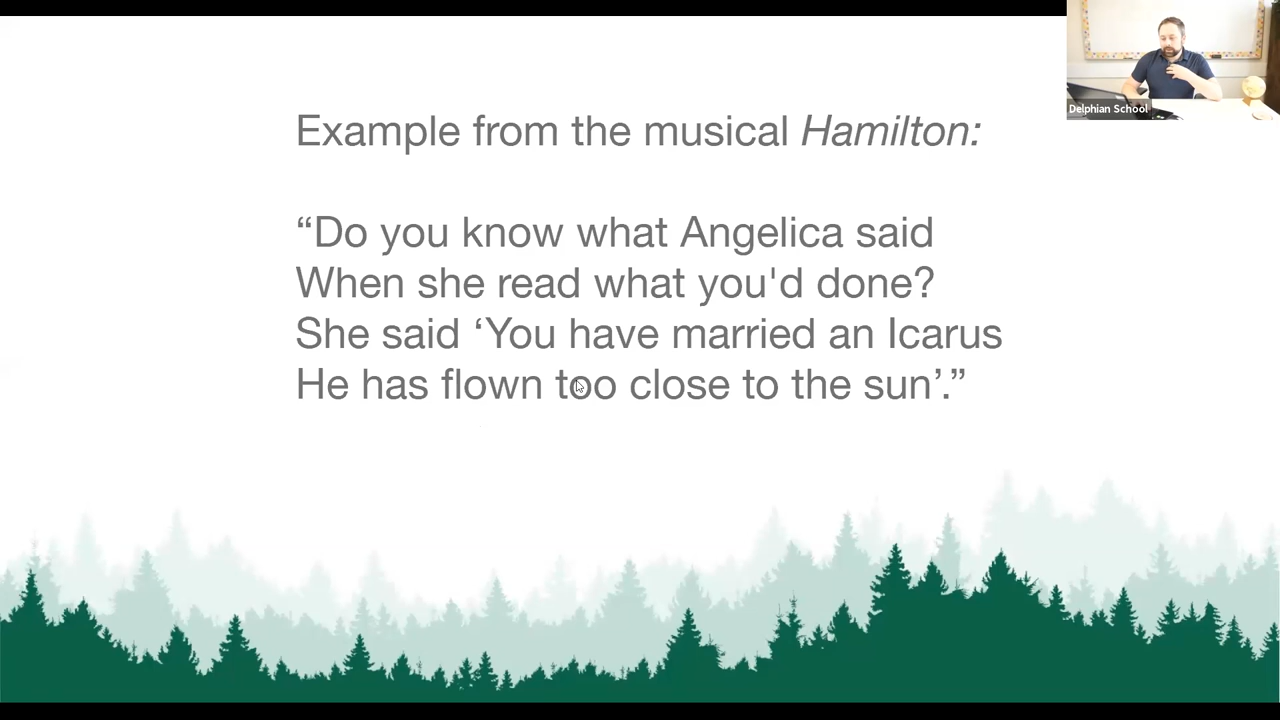 Delphian School
Example from the musical Hamilton:
“Do you know what Angelica said
When she read what you'd done?
She said ‘You have married an Icarus
He has flown too close to the sun’.”